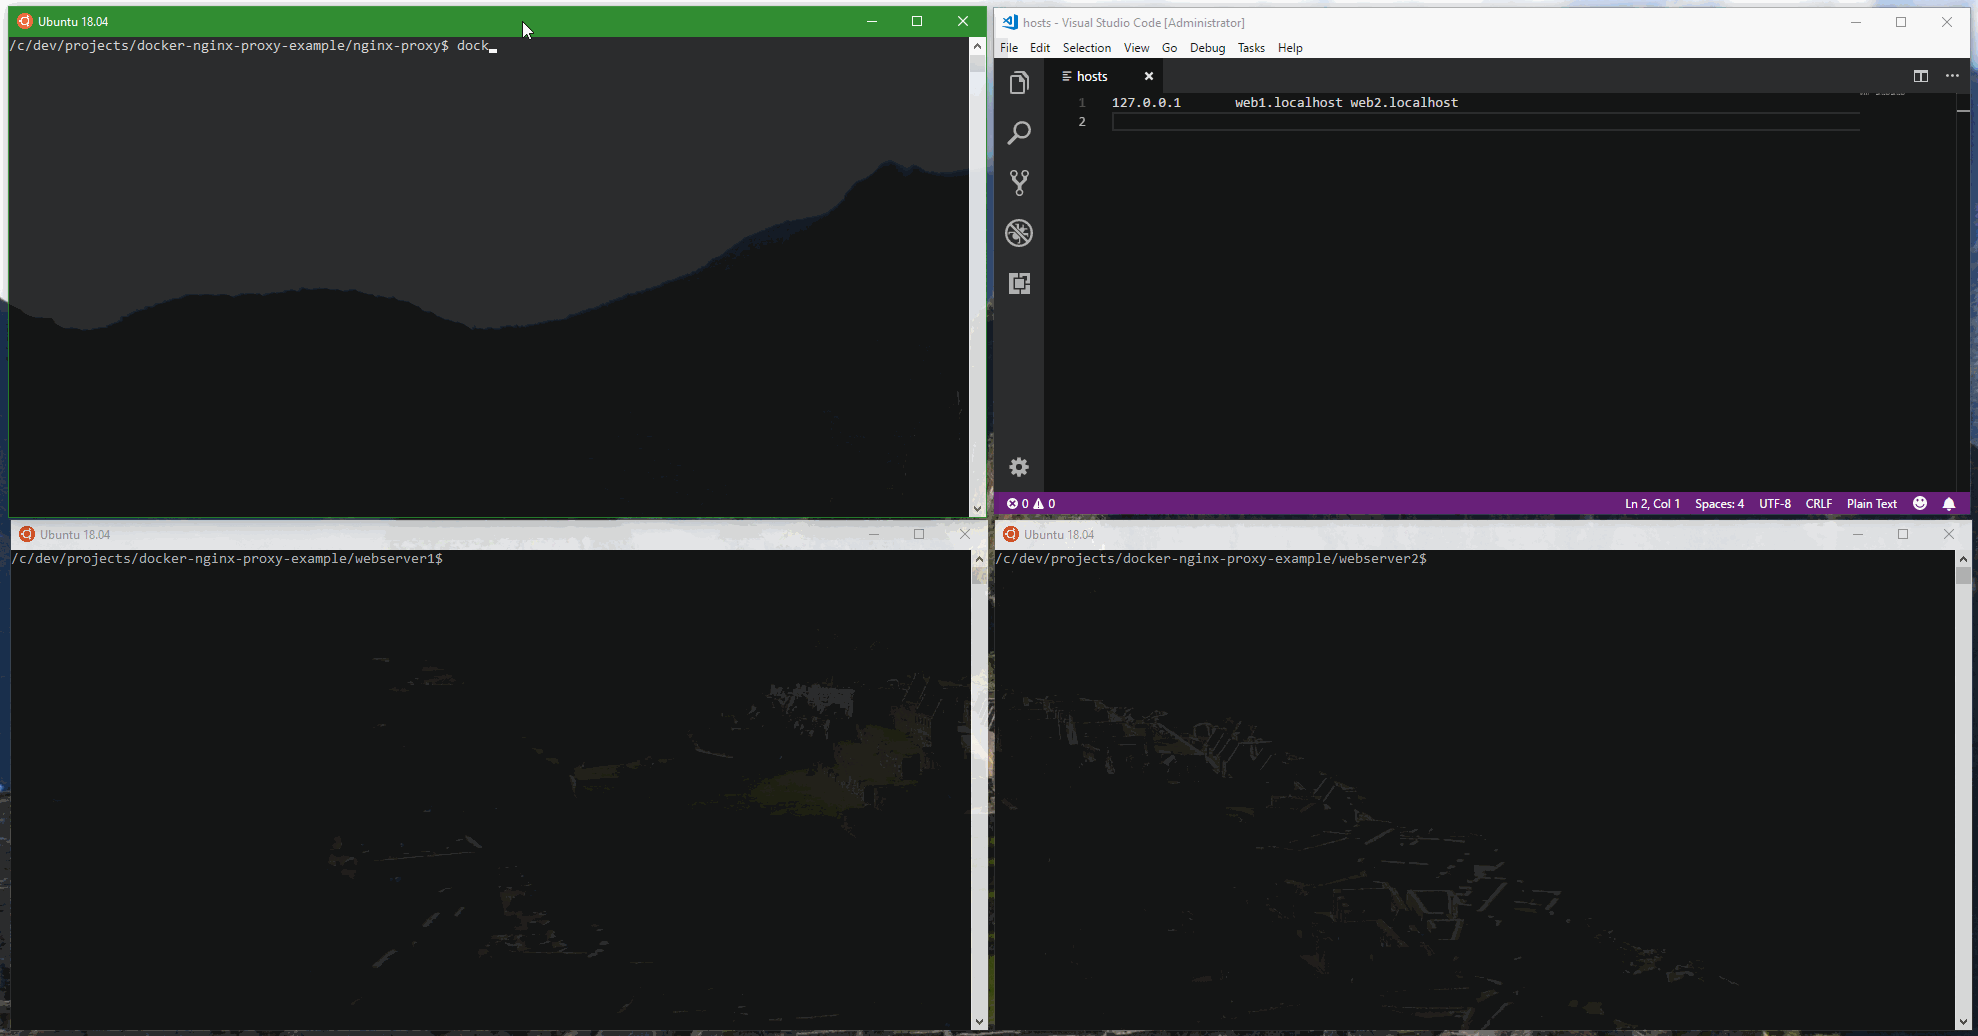 Ubuntu 18.04
/c/dev/projects/docker-nginx-proxy-example/nginx-proxy$ dock
hosts - Visual Studio Code [Administrator]
File Edit Selection View Go Debug Tasks Help
hosts
1 127.0.0.1 web1.localhost web2.localhost
2
0 0 Ln 2, Col 1 Spaces: 4 UTF-8 CRLF Plain Text
Ubuntu 18.04
/c/dev/projects/docker-nginx-proxy-example/webserver1$
Ubuntu 18.04
/c/dev/projects/docker-nginx-proxy-example/webserver2$